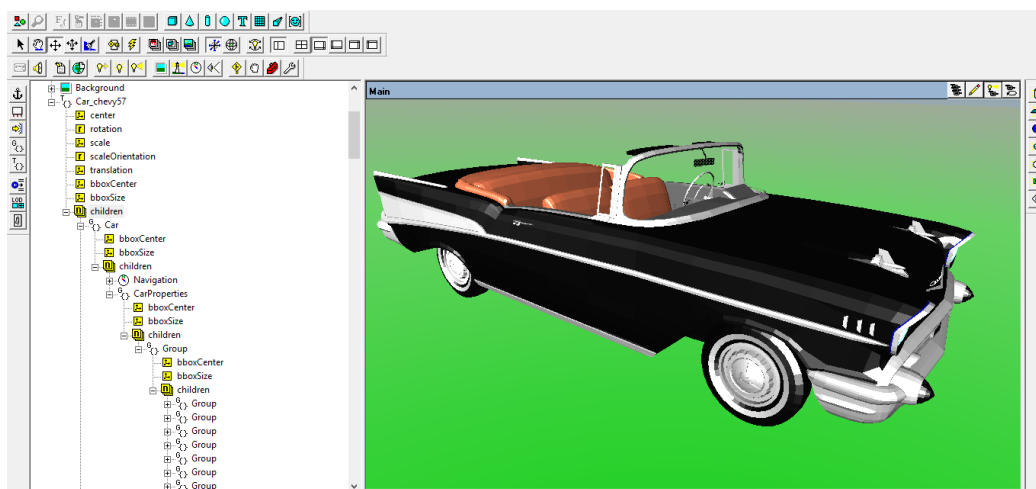 Background
Main
Car_chevy57
center
rotation
scale
scaleOrientation
translation
bboxCenter
bboxSize
children
Car
bboxCenter
bboxSize
children
Navigation
CarProperties
bboxCenter
bboxSize
children
Group
bboxCenter
bboxSize
children
Group
Group
Group
Group
Group
Group
Group